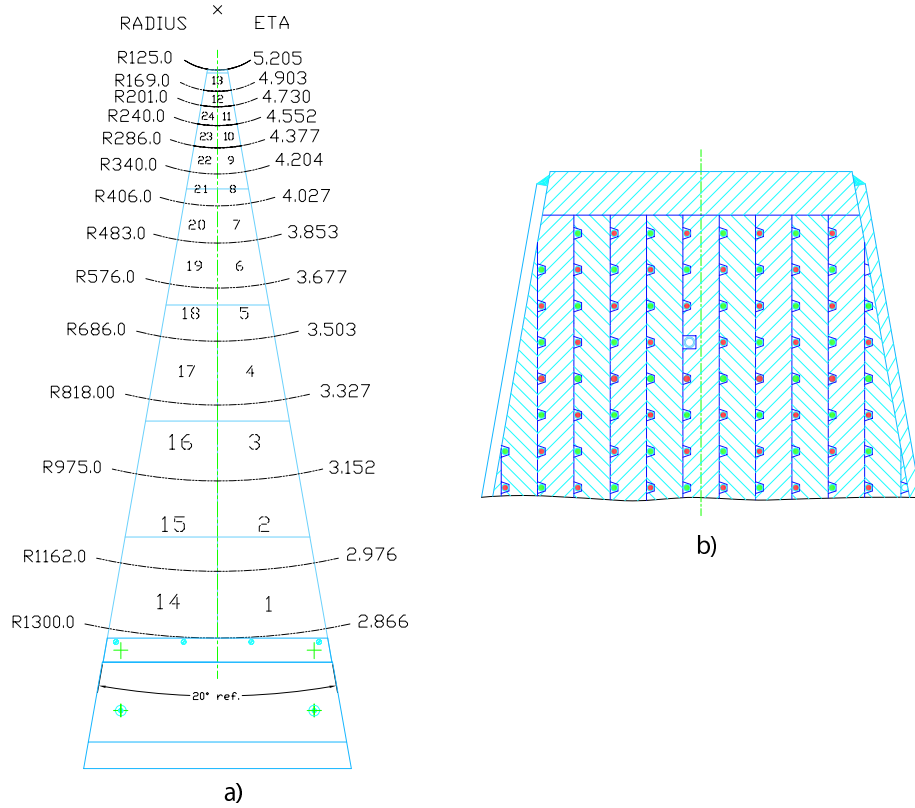 RADIUS ETA
R125.0 5.205
13
R169.0 4.903
12
R201.0 4.730
24 11
R240.0 4.552
23 10
R286.0 4.377
22 9
R340.0 4.204
21 8
R406.0 4.027
20 7
R483.0 3.853
19 6
R576.0 3.677
18 5
R686.0 3.503
17 4
R818.00 3.327
16 3
R975.0 3.152
15 2
R1162.0 2.976
14 1
R1300.0 2.866
20° ref.
a)
b)